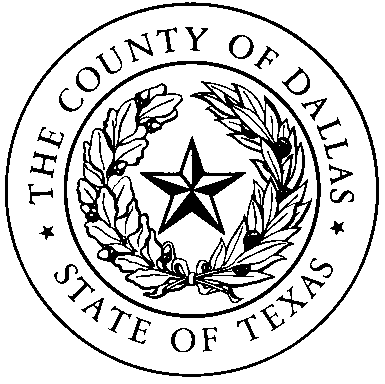 THE COUNTY OF DALLAS
STATE OF TEXAS